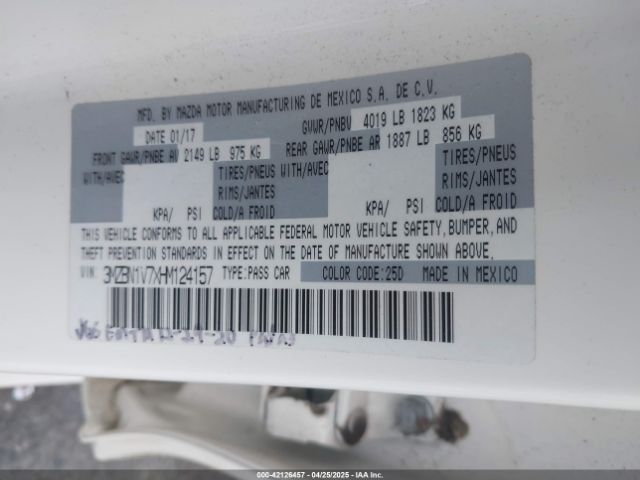 MFD. BY MAZDA MOTOR MANUFACTURING DE MEXICO S.A. DE C.V.
DATE 01/17 GVWR/PNBV 4019 LB 1823 KG
FRONT GAWR/PNBE AV 2149 LB 975 KG REAR GAWR/PNBE AR 1887 LB 856 KG
WITH/AVEC TIRES/PNEUS WITH/AVEC TIRES/PNEUS
RIMS/JANTES RIMS/JANTES
KPA/ PSI COLD/A FROID KPA/ PSI COLD/A FROID
THIS VEHICLE CONFORMS TO ALL APPLICABLE FEDERAL MOTOR VEHICLE SAFETY, BUMPER, AND
THEFT PREVENTION STANDARDS IN EFFECT ON THE DATE OF MANUFACTURE SHOWN ABOVE.
VIN: 3MZBN1V7XHM124157 TYPE:PASS CAR COLOR CODE:25D MADE IN MEXICO
000-42126457 - 04/25/2025 - IAAI.com